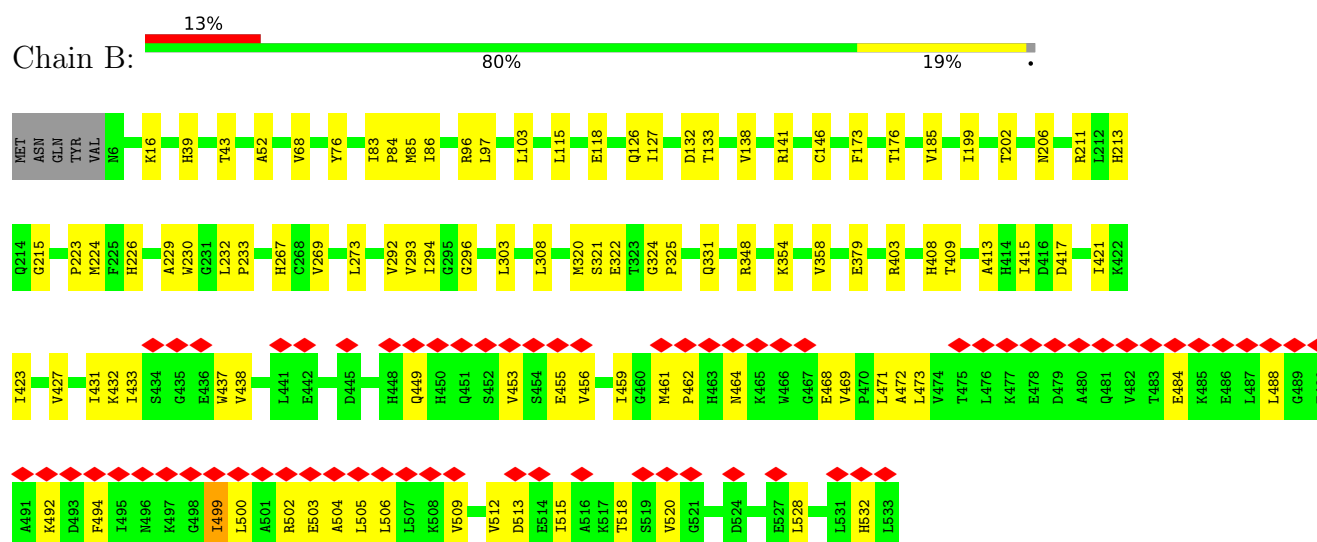 13%
Chain B:
80% 19% •
MET ASN GLN TYR VAL N6 K16 H39 T43 A52 V68 Y76 I83 P84 M85 I86 R96 L97 L103 L115 E118 Q126 I127 D132 T133 V138 R141 C146 F173 T176 V185 I199 T202 N206 R211 L212 H213
Q214 G215 P223 M224 F225 H226 A229 W230 G231 L232 P233 H267 C268 V269 L273 V292 V293 I294 G295 G296 L303 L308 M320 S321 E322 T323 G324 P325 Q331 R348 K354 V358 E379 R403 H408 T409 A413 H414 I415 D416 D417 I421 K422
I423 V427 I431 K432 I433 S434 G435 E436 W437 V438 L441 E442 D445 H448 Q449 H450 Q451 S452 V453 S454 E455 V456 I459 G460 M461 P462 H463 N464 K465 W466 G467 E468 V469 P470 L471 A472 L473 V474 T475 L476 K477 E478 D479 A480 Q481 V482 T483 E484 K485 E486 L487 L488 G489
A491 K492 D493 F494 I495 N496 K497 G498 I499 L500 A501 R502 E503 A504 L505 L506 L507 K508 V509 V512 D513 E514 I515 A516 K517 T518 S519 V520 G521 D524 E527 L528 L531 H532 L533